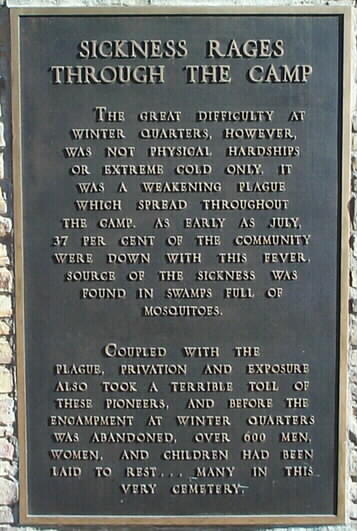 SICKNESS RAGES
THROUGH THE CAMP
THE GREAT DIFFICULTY AT
WINTER QUARTERS, HOWEVER,
WAS NOT PHYSICAL HARDSHIPS
OR EXTREME COLD ONLY. IT
WAS A WEAKENING PLAGUE
WHICH SPREAD THROUGHOUT
THE CAMP. AS EARLY AS JULY,
37 PER CENT OF THE COMMUNITY
WERE DOWN WITH THIS FEVER.
SOURCE OF THE SICKNESS WAS
FOUND IN SWAMPS FULL OF
MOSQUITOES.
COUPLED WITH THE
PLAGUE, PRIVATION AND EXPOSURE
ALSO TOOK A TERRIBLE TOLL OF
THESE PIONEERS, AND BEFORE THE
ENCAMPMENT AT WINTER QUARTERS
WAS ABANDONED, OVER 600 MEN,
WOMEN, AND CHILDREN HAD BEEN
LAID TO REST... MANY IN THIS
VERY CEMETERY.